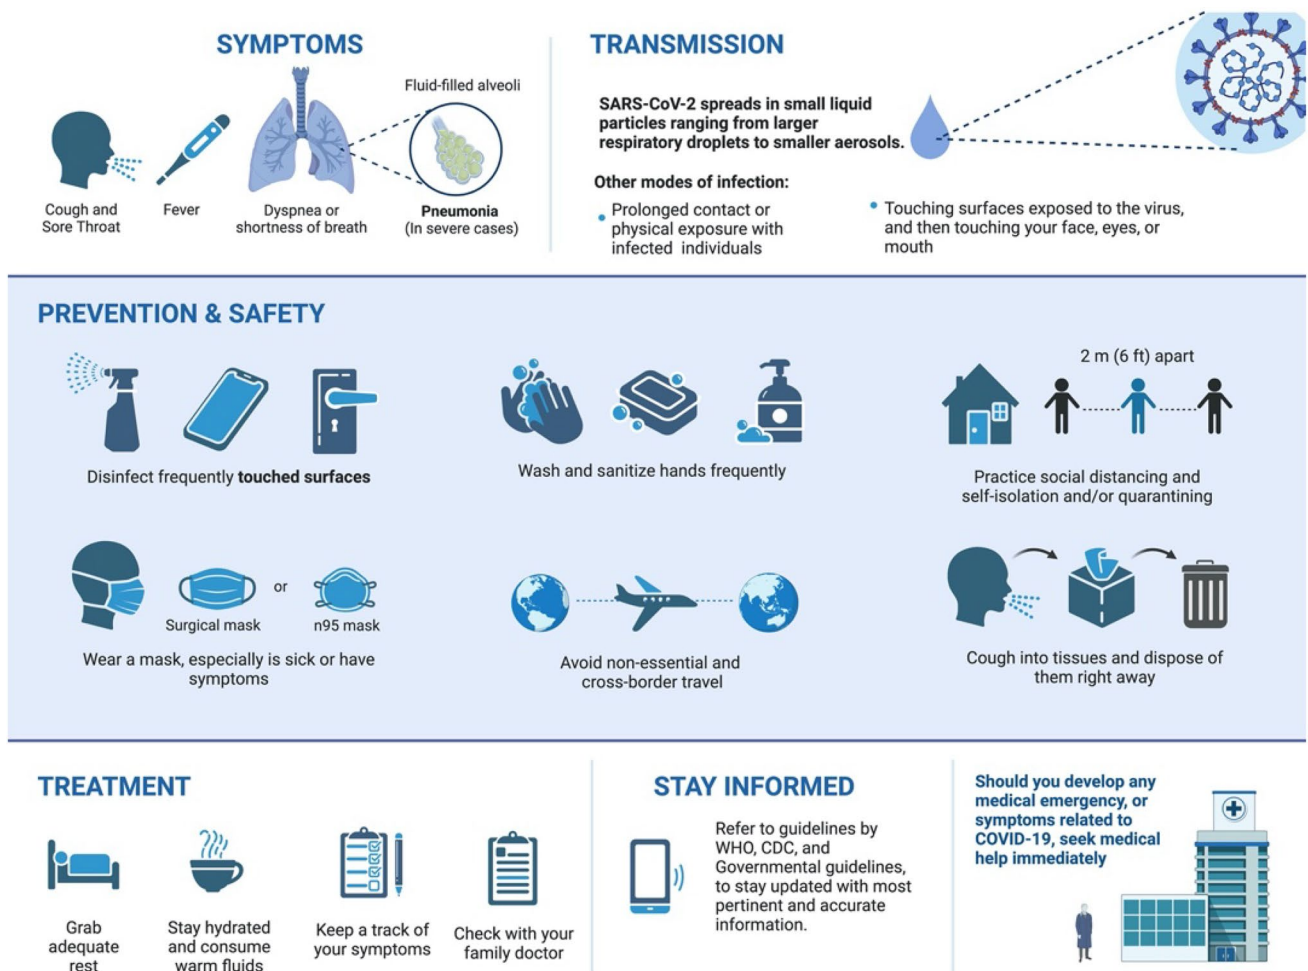 SYMPTOMS
Fluid-filled alveoli
Cough and
Sore Throat
Fever
Dyspnea or
shortness of breath
Pneumonia
(In severe cases)
TRANSMISSION
SARS-CoV-2 spreads in small liquid
particles ranging from larger
respiratory droplets to smaller aerosols.
Other modes of infection:
Prolonged contact or
physical exposure with
infected individuals
Touching surfaces exposed to the virus,
and then touching your face, eyes, or
mouth
PREVENTION & SAFETY
Disinfect frequently touched surfaces
Wash and sanitize hands frequently
2 m (6 ft) apart
Practice social distancing and
self-isolation and/or quarantining
or
Surgical mask
n95 mask
Wear a mask, especially is sick or have
symptoms
Avoid non-essential and
cross-border travel
Cough into tissues and dispose of
them right away
TREATMENT
Grab
adequate
rest
Stay hydrated
and consume
warm fluids
Keep a track of
your symptoms
Check with your
family doctor
STAY INFORMED
Refer to guidelines by
WHO, CDC, and
Governmental guidelines,
to stay updated with most
pertinent and accurate
information.
Should you develop any
medical emergency, or
symptoms related to
COVID-19, seek medical
help immediately